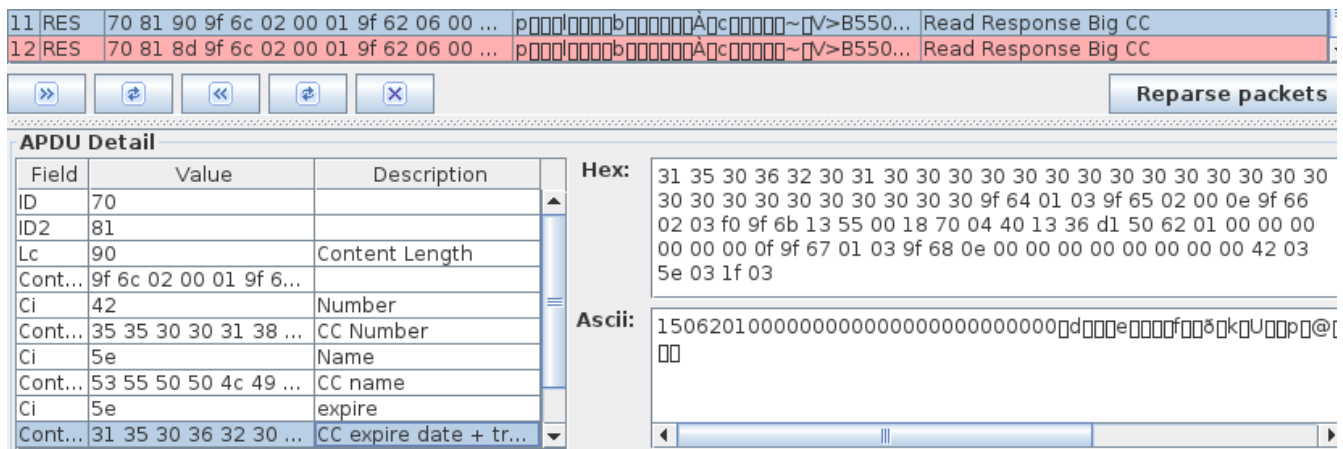 11 RES 70 81 90 9f 6c 02 00 01 9f 62 06 00 ... p▯▯▯l▯▯▯▯b▯▯▯▯▯▯À▯c▯▯▯▯▯~▯V>B550... Read Response Big CC
12 RES 70 81 8d 9f 6c 02 00 01 9f 62 06 00 ... p▯▯▯l▯▯▯▯b▯▯▯▯▯▯À▯c▯▯▯▯▯~▯V>B550... Read Response Big CC
Reparse packets
APDU Detail
Field Value Description
ID 70
ID2 81
Lc 90 Content Length
Cont... 9f 6c 02 00 01 9f 6...
Ci 42 Number
Cont... 35 35 30 30 31 38 ... CC Number
Ci 5e Name
Cont... 53 55 50 50 4c 49 ... CC name
Ci 5e expire
Cont... 31 35 30 36 32 30 ... CC expire date + tr...
Hex:
31 35 30 36 32 30 31 30 30 30 30 30 30 30 30 30 30 30 30 30 30
30 30 30 30 30 30 30 30 30 30 9f 64 01 03 9f 65 02 00 0e 9f 66
02 03 f0 9f 6b 13 55 00 18 70 04 40 13 36 d1 50 62 01 00 00 00
00 00 00 0f 9f 67 01 03 9f 68 0e 00 00 00 00 00 00 00 00 42 03
5e 03 1f 03
Ascii:
1506201000000000000000000000000▯d▯▯▯e▯▯▯▯f▯▯ð▯k▯U▯▯p▯@▯
▯▯